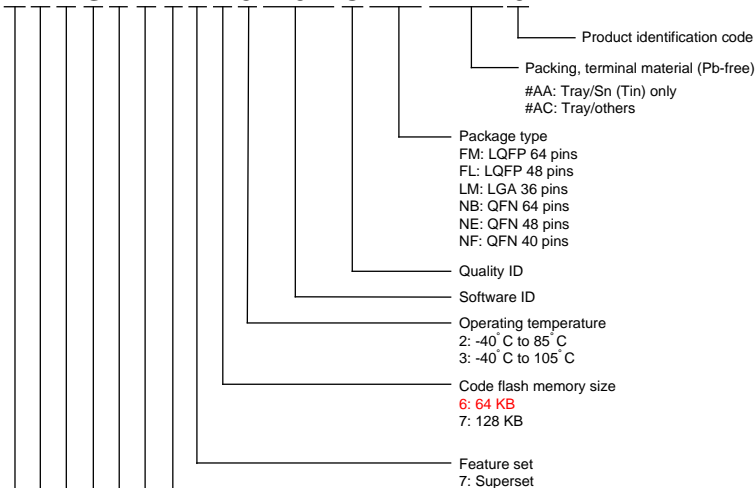 Product identification code
Packing, terminal material (Pb-free)
#AA: Tray/Sn (Tin) only
#AC: Tray/others
Package type
FM: LQFP 64 pins
FL: LQFP 48 pins
LM: LGA 36 pins
NB: QFN 64 pins
NE: QFN 48 pins
NF: QFN 40 pins
Quality ID
Software ID
Operating temperature
2: -40°C to 85°C
3: -40°C to 105°C
Code flash memory size
6: 64 KB
7: 128 KB
Feature set
7: Superset